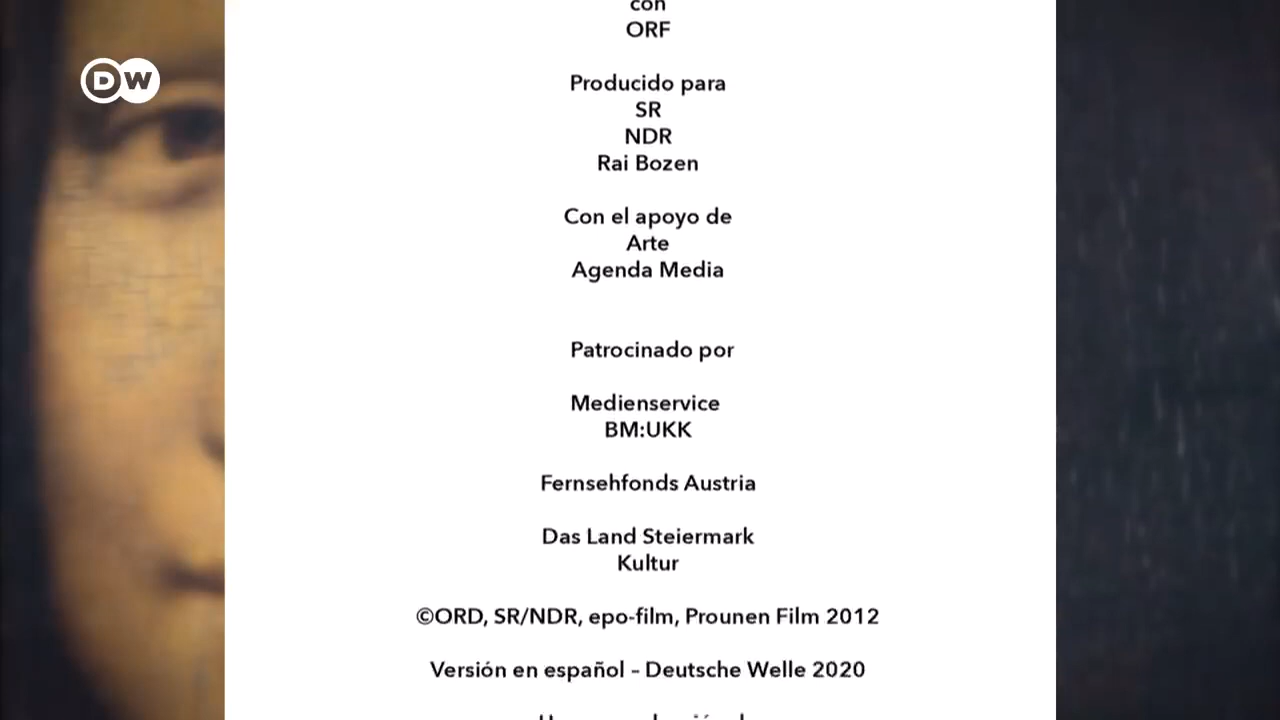 DW
con
ORF
Producido para
SR
NDR
Rai Bozen
Con el apoyo de
Arte
Agenda Media
Patrocinado por
Medienservice
BM:UKK
Fernsehfonds Austria
Das Land Steiermark
Kultur
©ORD, SR/NDR, epo-film, Prounen Film 2012
Versión en español – Deutsche Welle 2020